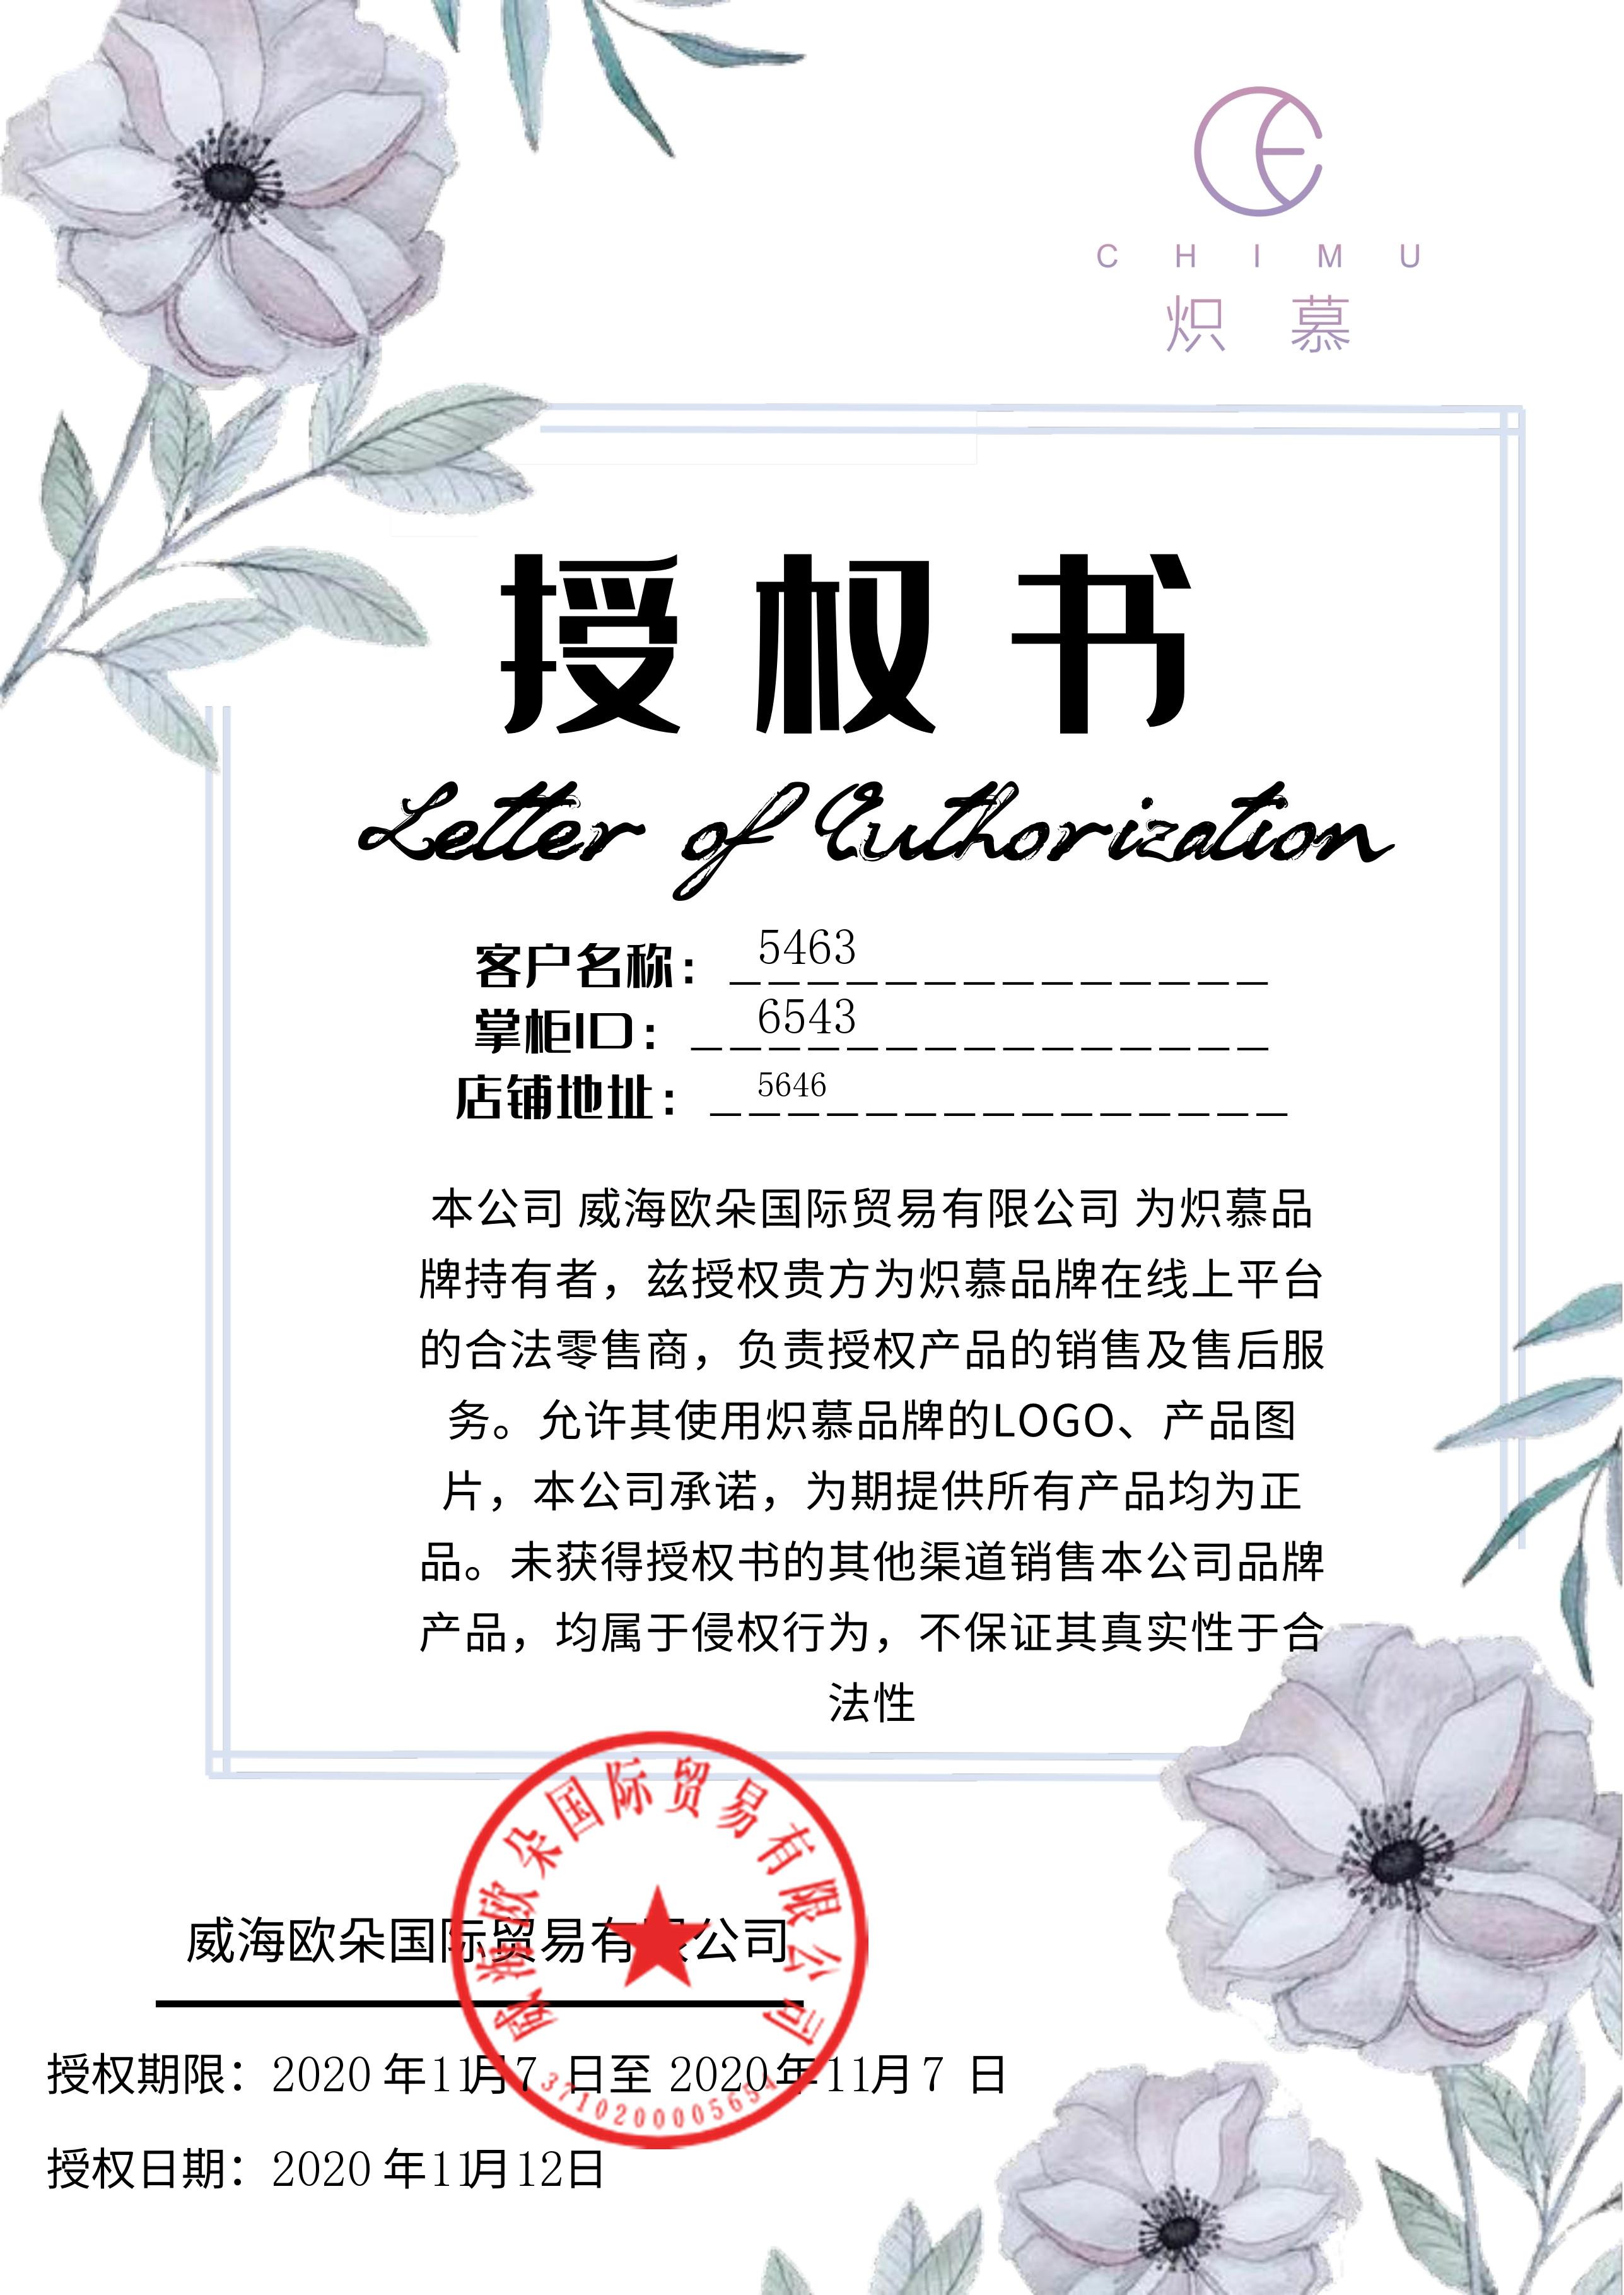 CHIMU
炽慕
授权书
Letter of Authorization
客户名称：5463
掌柜ID：6543
店铺地址：5646
本公司 威海欧朵国际贸易有限公司 为炽慕品
牌持有者，兹授权贵方为炽慕品牌在线上平台
的合法零售商，负责授权产品的销售及售后服
务。允许其使用炽慕品牌的LOGO、产品图
片，本公司承诺，为期提供所有产品均为正
品。未获得授权书的其他渠道销售本公司品牌
产品，均属于侵权行为，不保证其真实性于合
法性
威海欧朵国际贸易有限公司
威海欧朵国际贸易有限公司
授权期限：2020 年11月7 日至 2020年11月7 日
3710200005654
授权日期：2020 年11月12日